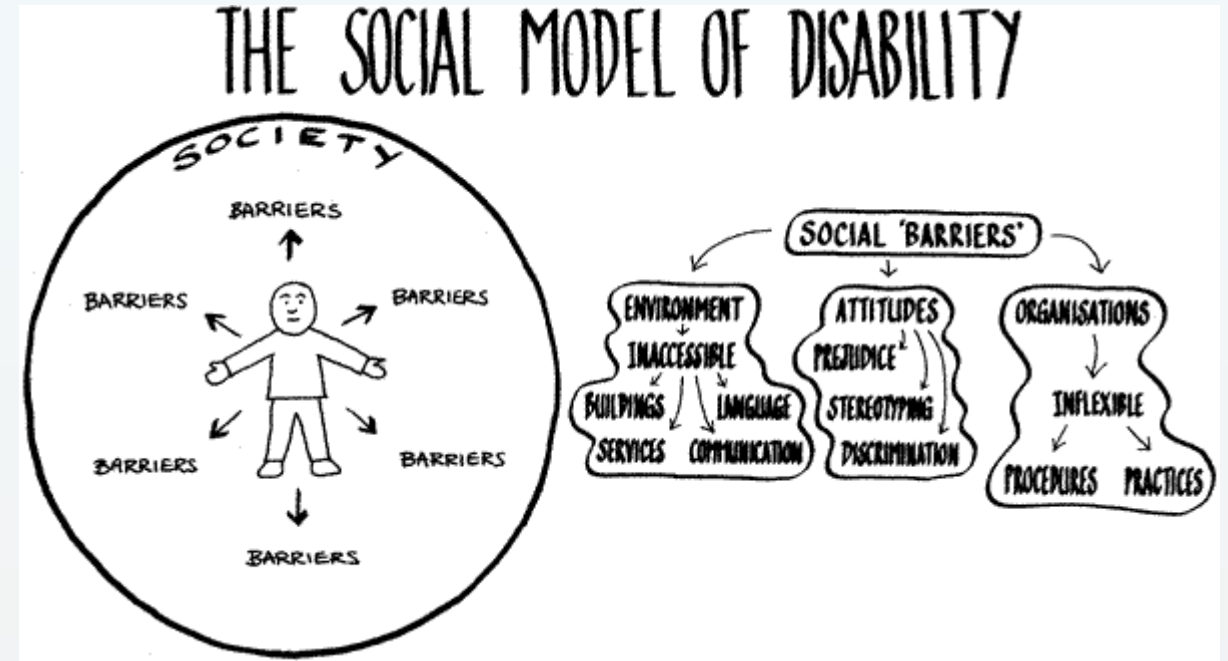 THE SOCIAL MODEL OF DISABILITY
SOCIETY
BARRIERS
BARRIERS
BARRIERS
BARRIERS
BARRIERS
BARRIERS
SOCIAL 'BARRIERS'
ENVIRONMENT
INACCESSIBLE
BUILDINGS LANGUAGE
SERVICES COMMUNICATION
ATTITUDES
PREJUDICE
STEREOTYPING
DISCRIMINATION
ORGANISATIONS
INFLEXIBLE
PROCEDURES PRACTICES